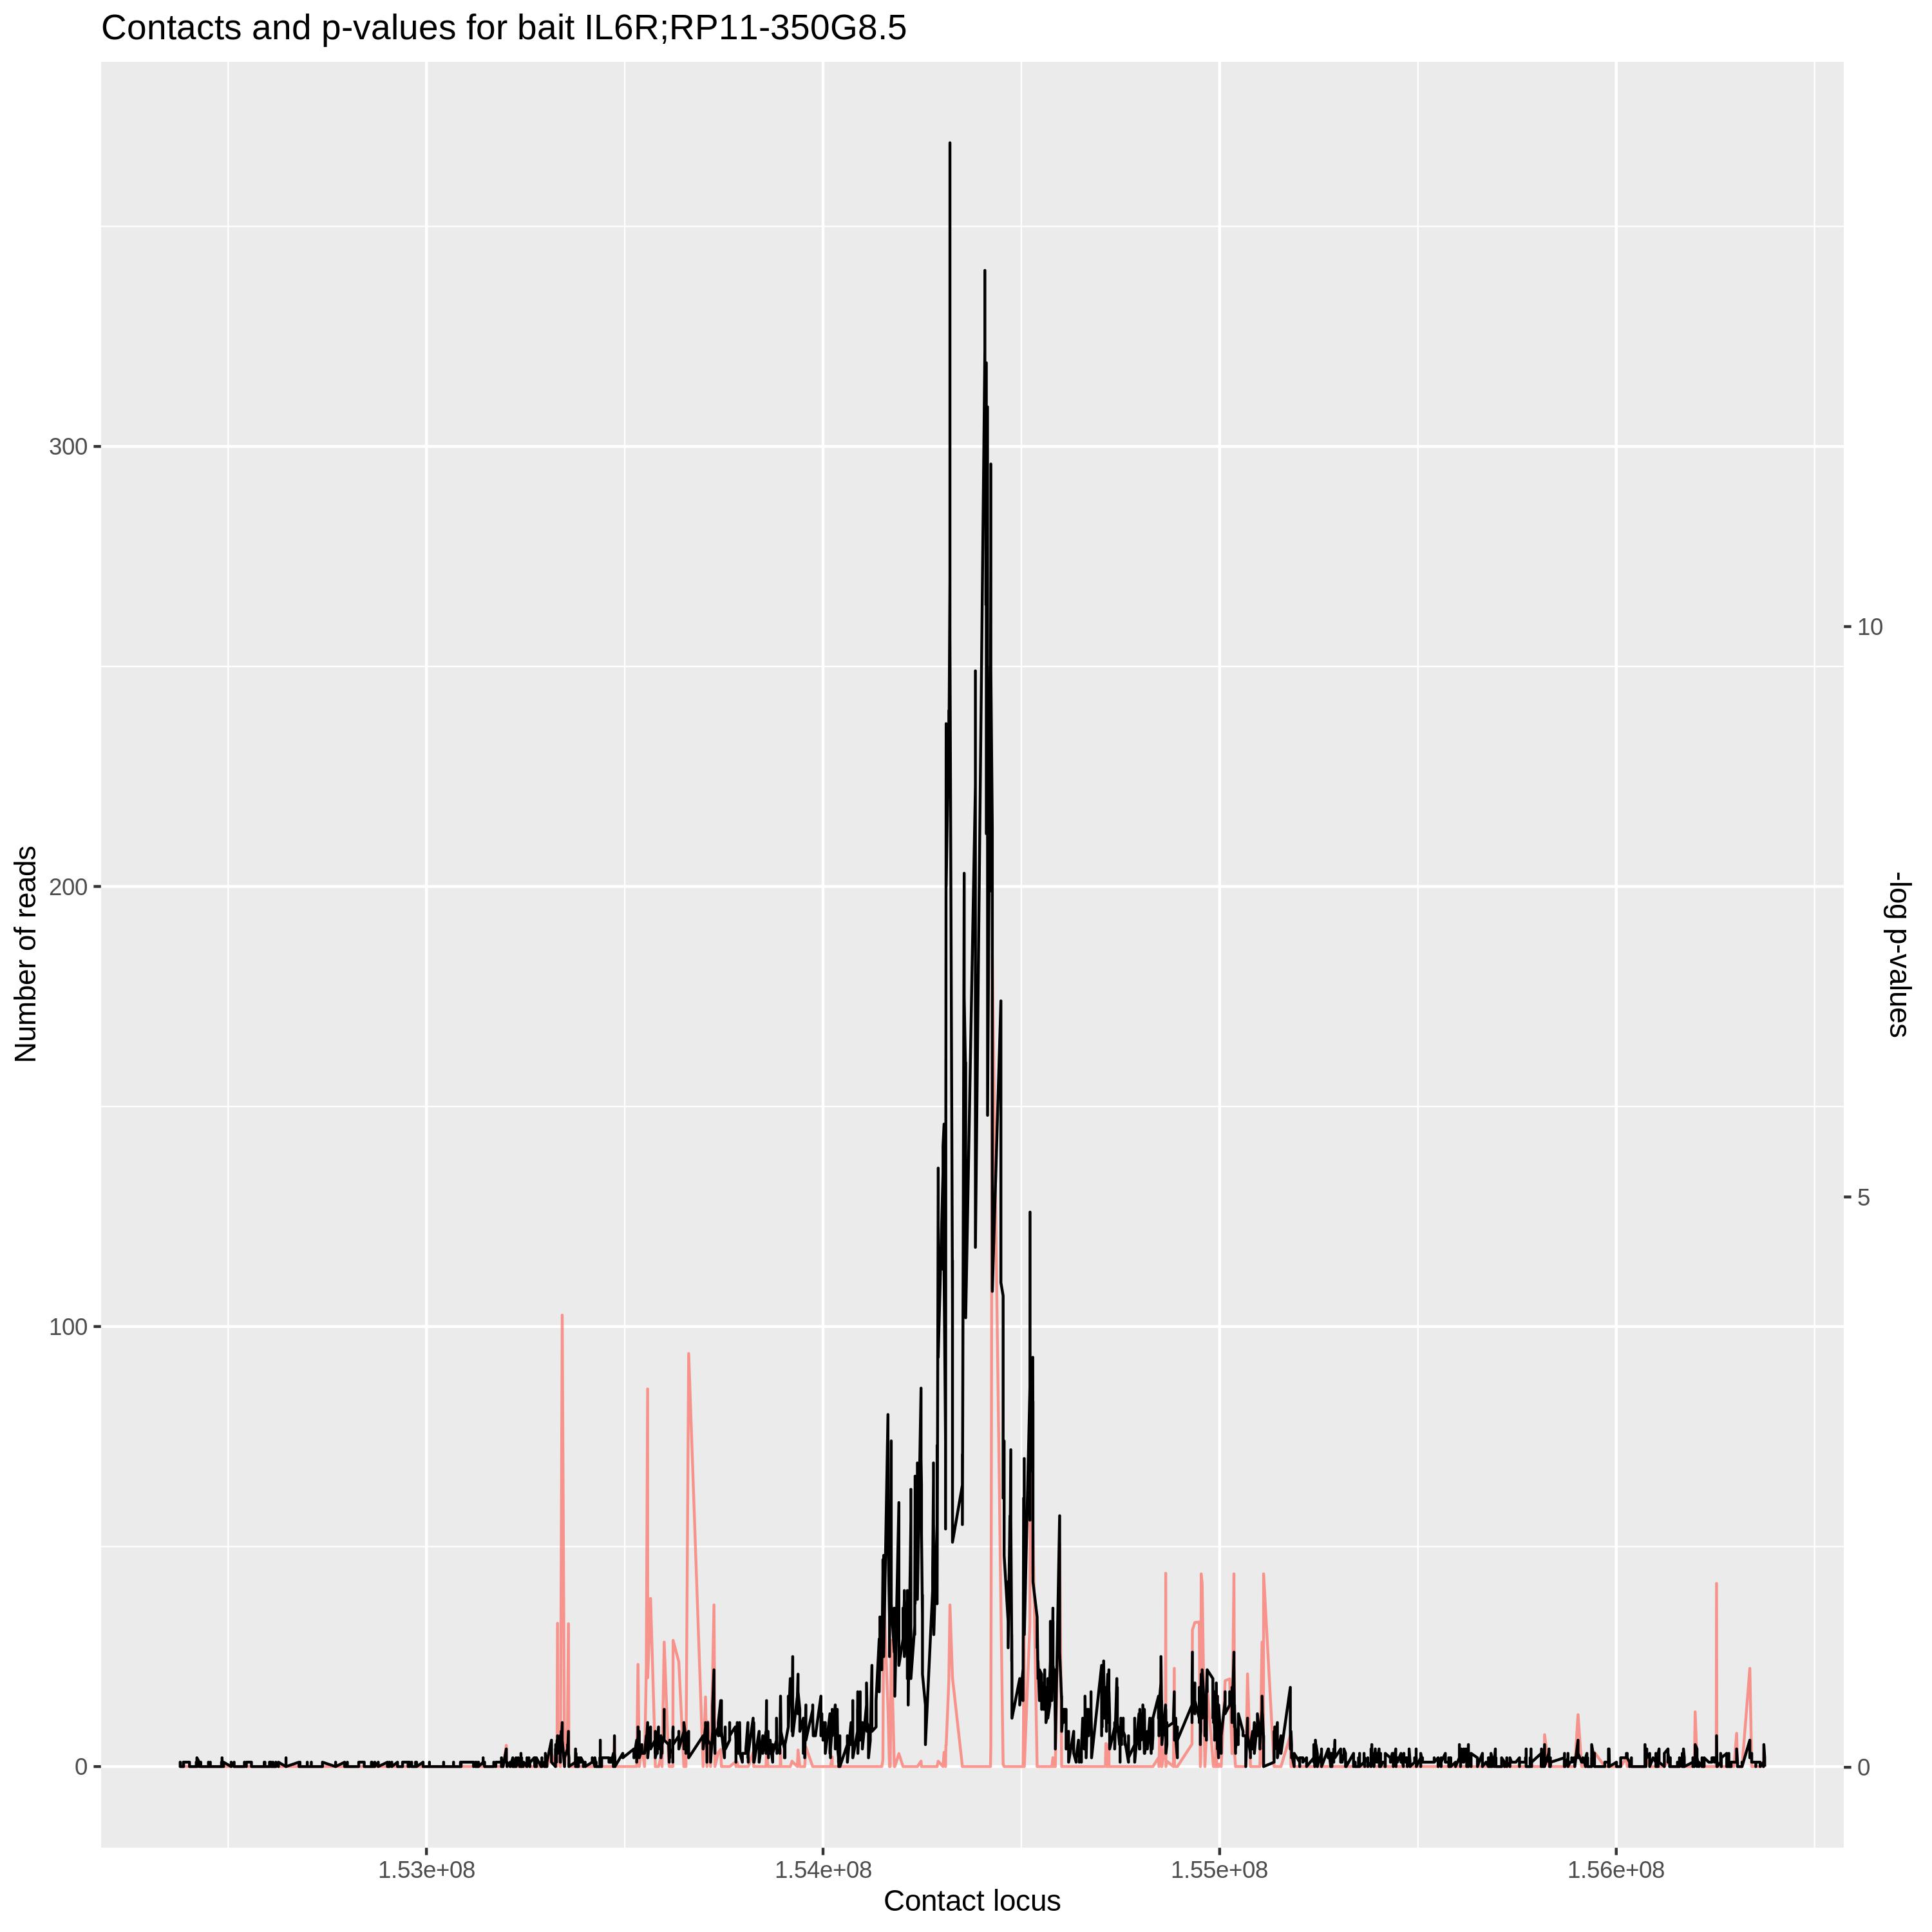 Contacts and p-values for bait IL6R;RP11-350G8.5
300
200
100
0
10
5
0
Number of reads
-log p-values
1.53e+08 1.54e+08 1.55e+08 1.56e+08
Contact locus